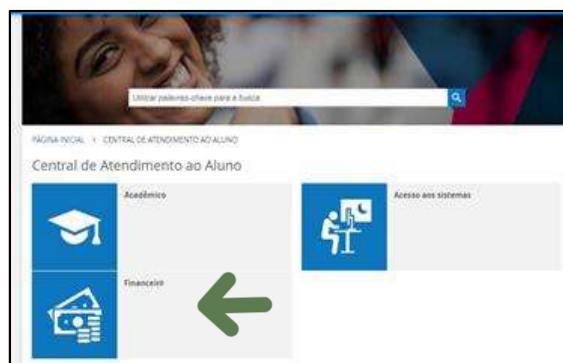 Utilizar palavras-chave para a busca
PÁGINA INICIAL > CENTRAL DE ATENDIMENTO AO ALUNO
Central de Atendimento ao Aluno
Acadêmico
Acesso aos sistemas
Financeiro